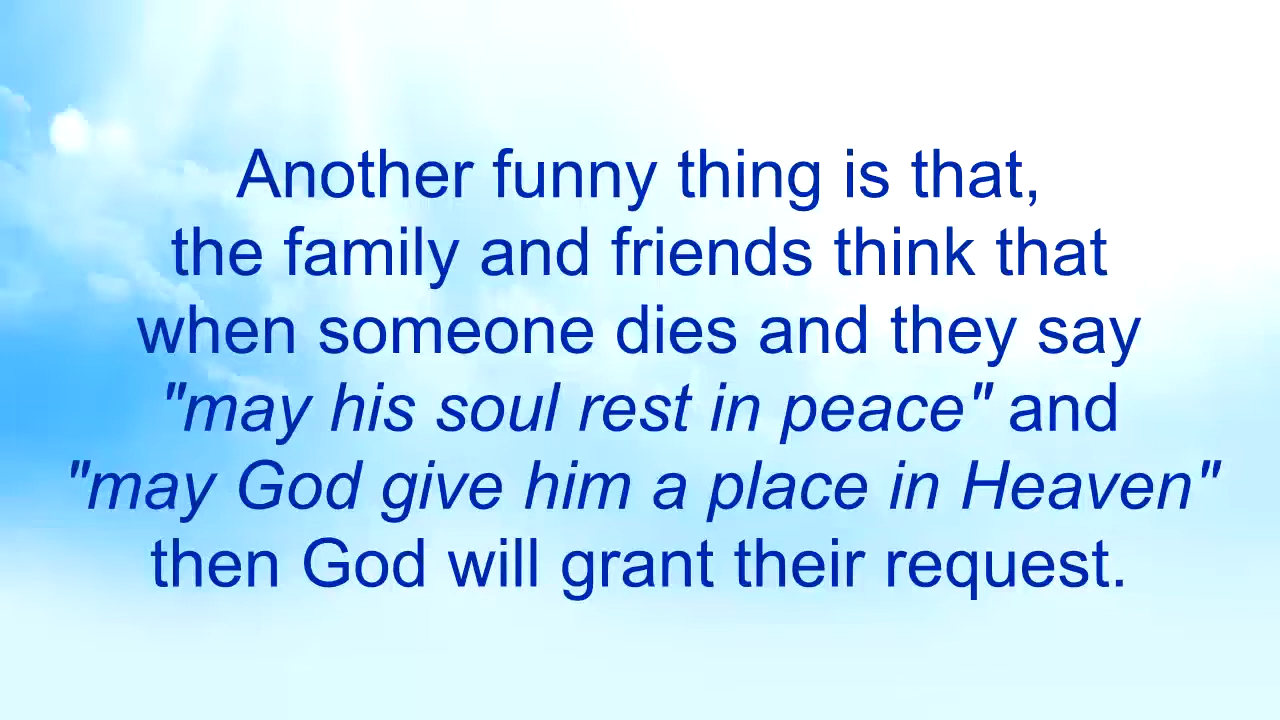 Another funny thing is that,
the family and friends think that
when someone dies and they say
"may his soul rest in peace" and
"may God give him a place in Heaven"
then God will grant their request.